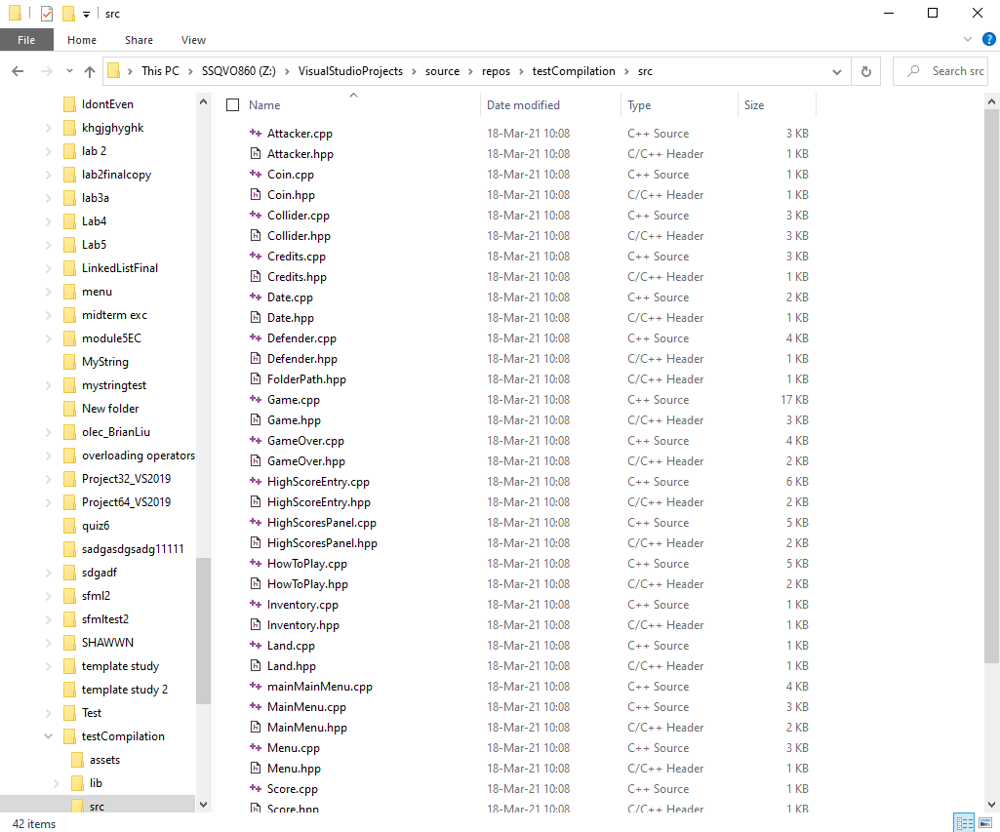 src
File Home Share View
This PC > SSQVO860 (Z:) > VisualStudioProjects > source > repos > testCompilation > src
Search src
IdontEven
khgjghyghk
lab 2
lab2finalcopy
lab3a
Lab4
Lab5
LinkedListFinal
menu
midterm exc
module5EC
MyString
mystringtest
New folder
olec_BrianLiu
overloading operators
Project32_VS2019
Project64_VS2019
quiz6
sadgasdgsadg11111
sdgadf
sfml2
sfmltest2
SHAWWN
template study
template study 2
Test
testCompilation
assets
lib
src
Name Date modified Type Size
Attacker.cpp 18-Mar-21 10:08 C++ Source 3 KB
Attacker.hpp 18-Mar-21 10:08 C/C++ Header 1 KB
Coin.cpp 18-Mar-21 10:08 C++ Source 1 KB
Coin.hpp 18-Mar-21 10:08 C/C++ Header 1 KB
Collider.cpp 18-Mar-21 10:08 C++ Source 3 KB
Collider.hpp 18-Mar-21 10:08 C/C++ Header 3 KB
Credits.cpp 18-Mar-21 10:08 C++ Source 1 KB
Credits.hpp 18-Mar-21 10:08 C/C++ Header 1 KB
Date.cpp 18-Mar-21 10:08 C++ Source 2 KB
Date.hpp 18-Mar-21 10:08 C/C++ Header 1 KB
Defender.cpp 18-Mar-21 10:08 C++ Source 4 KB
Defender.hpp 18-Mar-21 10:08 C/C++ Header 1 KB
FolderPath.hpp 18-Mar-21 10:08 C/C++ Header 1 KB
Game.cpp 18-Mar-21 10:08 C++ Source 17 KB
Game.hpp 18-Mar-21 10:08 C/C++ Header 3 KB
GameOver.cpp 18-Mar-21 10:08 C++ Source 4 KB
GameOver.hpp 18-Mar-21 10:08 C/C++ Header 2 KB
HighScoreEntry.cpp 18-Mar-21 10:08 C++ Source 6 KB
HighScoreEntry.hpp 18-Mar-21 10:08 C/C++ Header 2 KB
HighScoresPanel.cpp 18-Mar-21 10:08 C++ Source 5 KB
HighScoresPanel.hpp 18-Mar-21 10:08 C/C++ Header 2 KB
HowToPlay.cpp 18-Mar-21 10:08 C++ Source 5 KB
HowToPlay.hpp 18-Mar-21 10:08 C/C++ Header 2 KB
Inventory.cpp 18-Mar-21 10:08 C++ Source 1 KB
Inventory.hpp 18-Mar-21 10:08 C/C++ Header 1 KB
Land.cpp 18-Mar-21 10:08 C++ Source 1 KB
Land.hpp 18-Mar-21 10:08 C/C++ Header 1 KB
mainMainMenu.cpp 18-Mar-21 10:08 C++ Source 4 KB
MainMenu.cpp 18-Mar-21 10:08 C++ Source 3 KB
MainMenu.hpp 18-Mar-21 10:08 C/C++ Header 2 KB
Menu.cpp 18-Mar-21 10:08 C++ Source 3 KB
Menu.hpp 18-Mar-21 10:08 C/C++ Header 1 KB
Score.cpp 18-Mar-21 10:08 C++ Source 1 KB
Score.hpp 18-Mar-21 10:08 C/C++ Header 1 KB
42 items